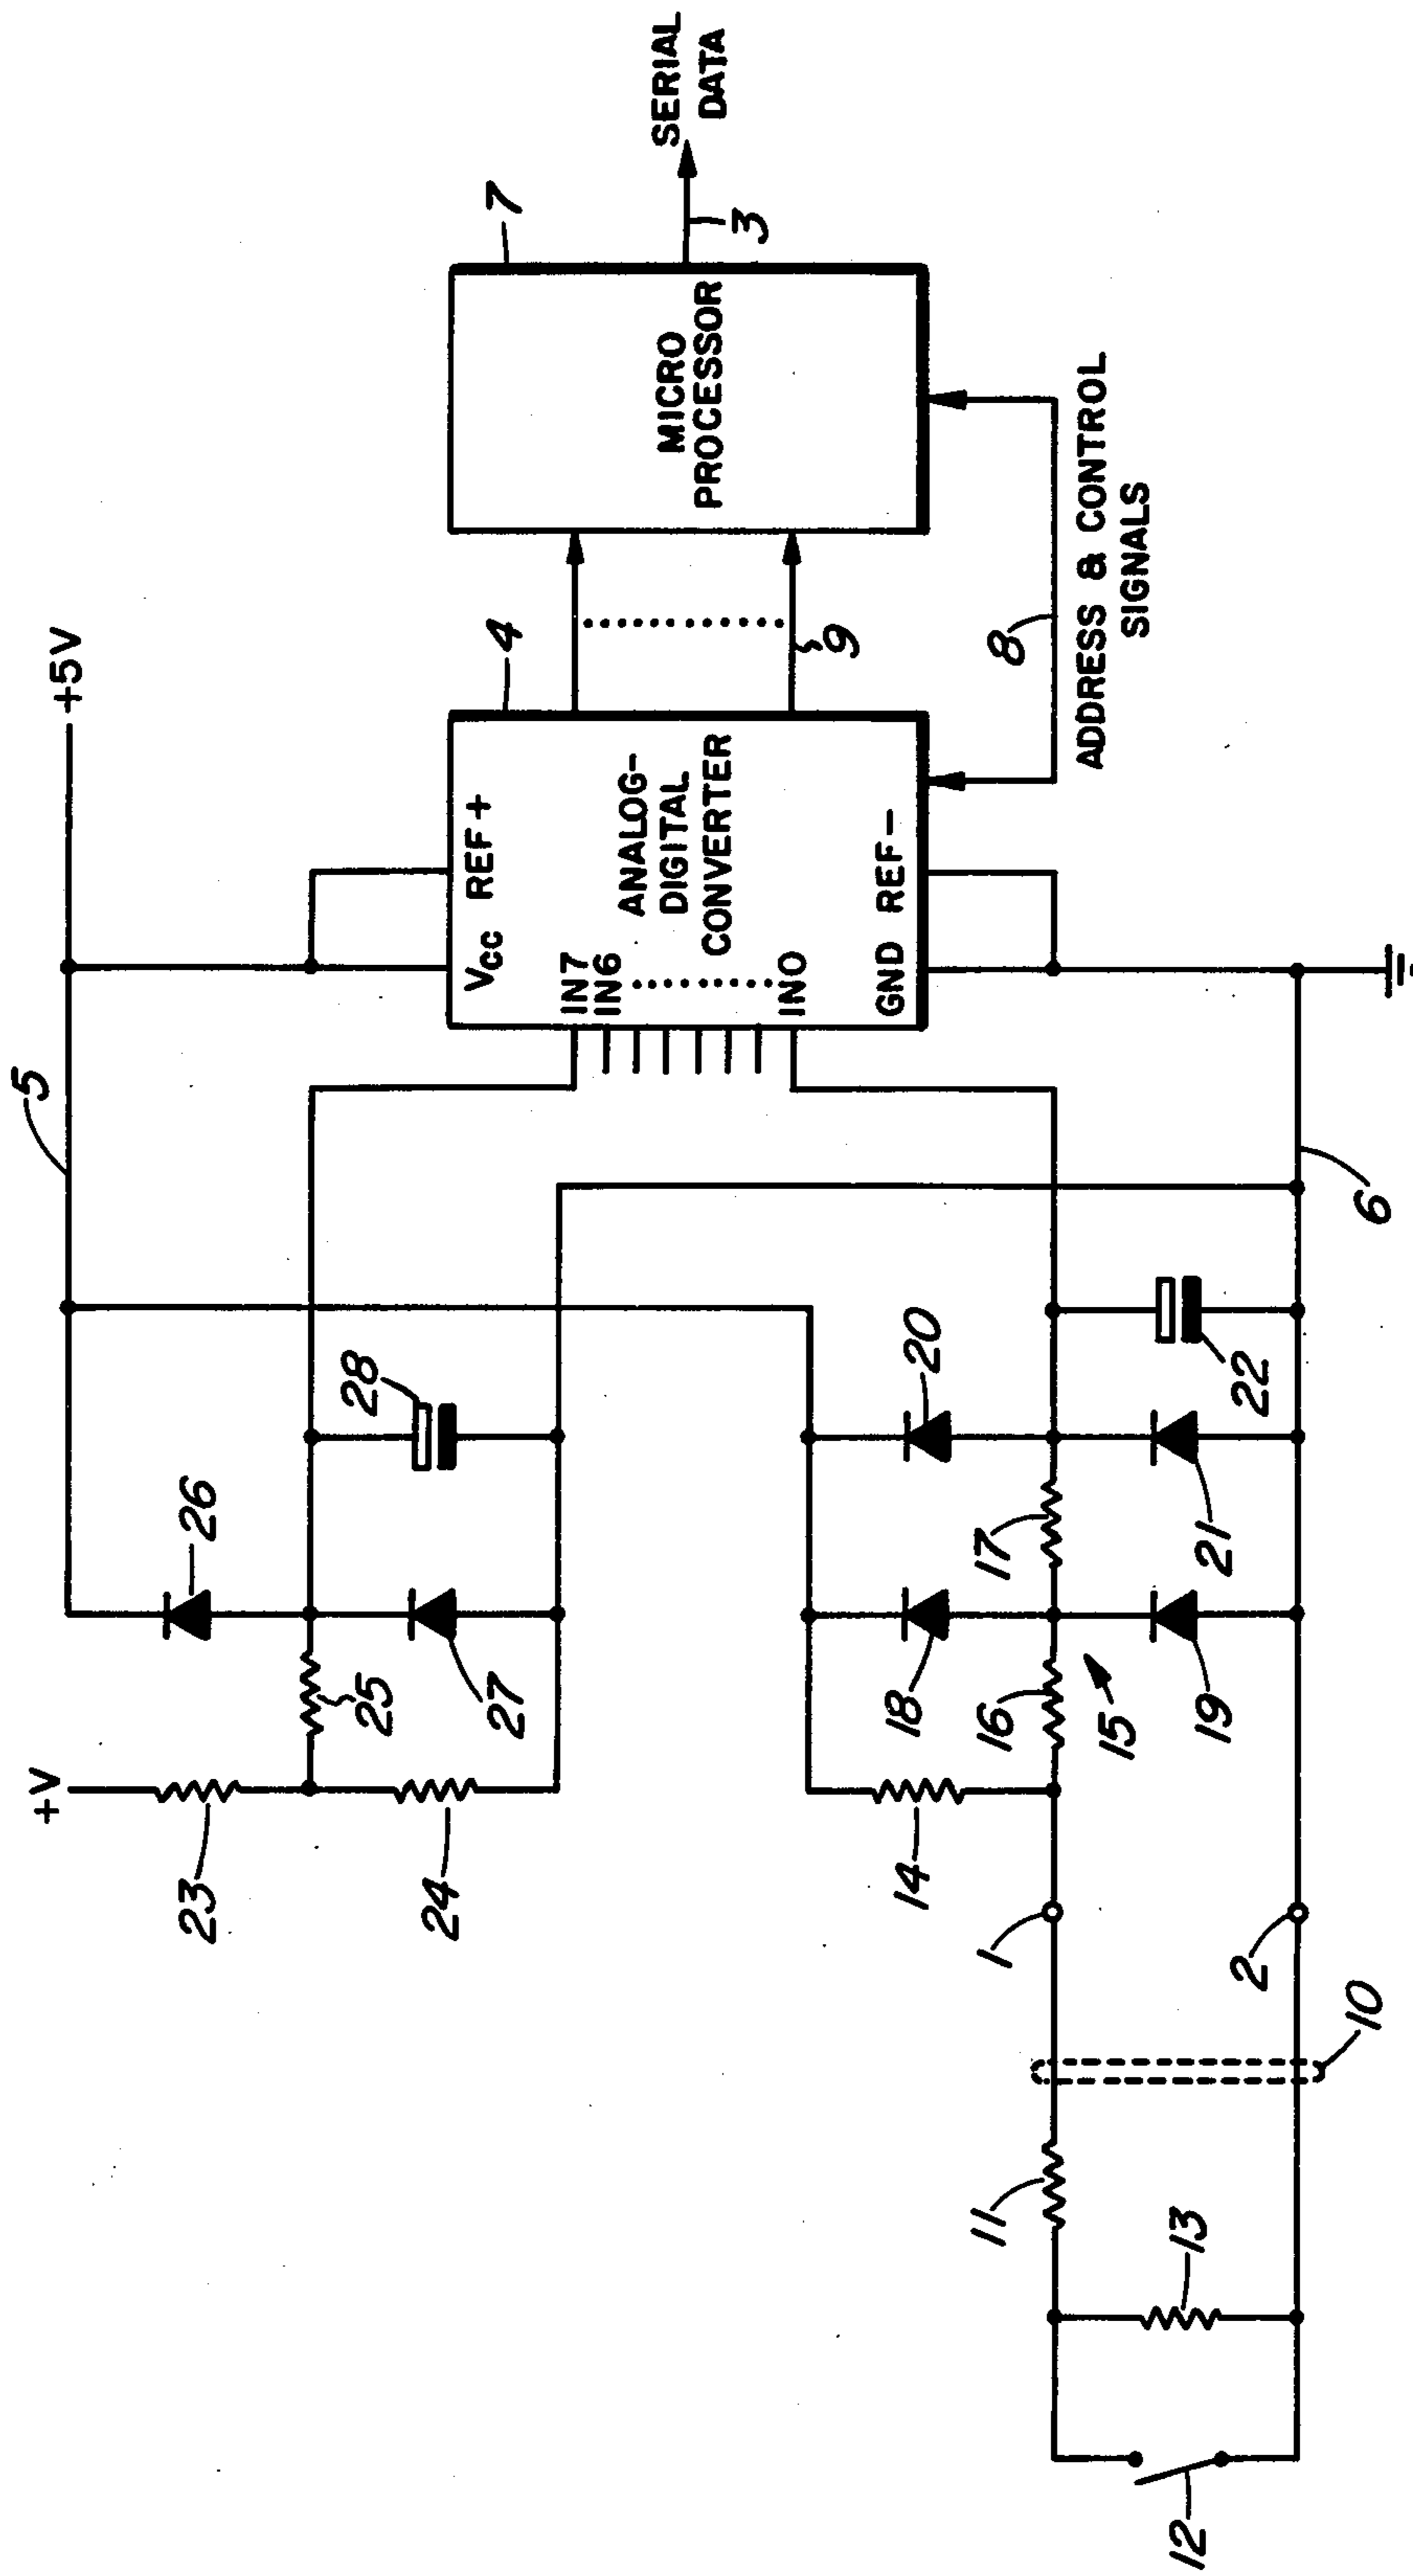 +5V
5
+V
23
26
25
28
24
27
4
7
Vcc REF+
IN7
IN6
IN0
ANALOG-
DIGITAL
CONVERTER
GND REF-
MICRO
PROCESSOR
3
SERIAL
DATA
9
8
ADDRESS & CONTROL
SIGNALS
14
18
20
16
17
15
1
11
12
13
10
2
19
21
22
6